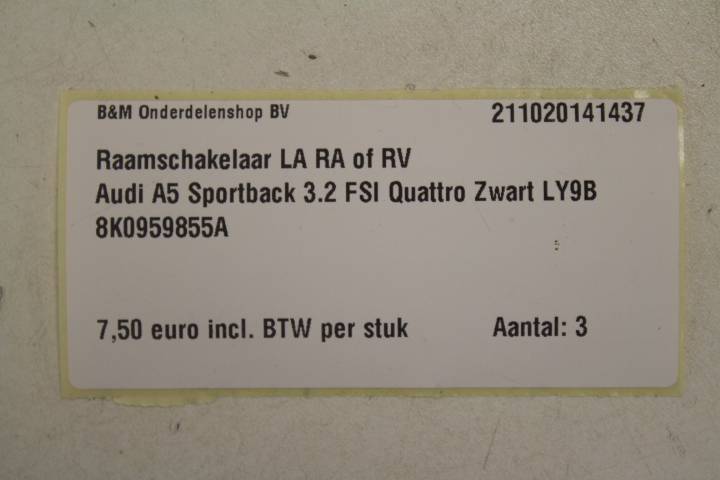 B&M Onderdelenshop BV 211020141437
Raamschakelaar LA RA of RV
Audi A5 Sportback 3.2 FSI Quattro Zwart LY9B
8K0959855A
7,50 euro incl. BTW per stuk Aantal: 3